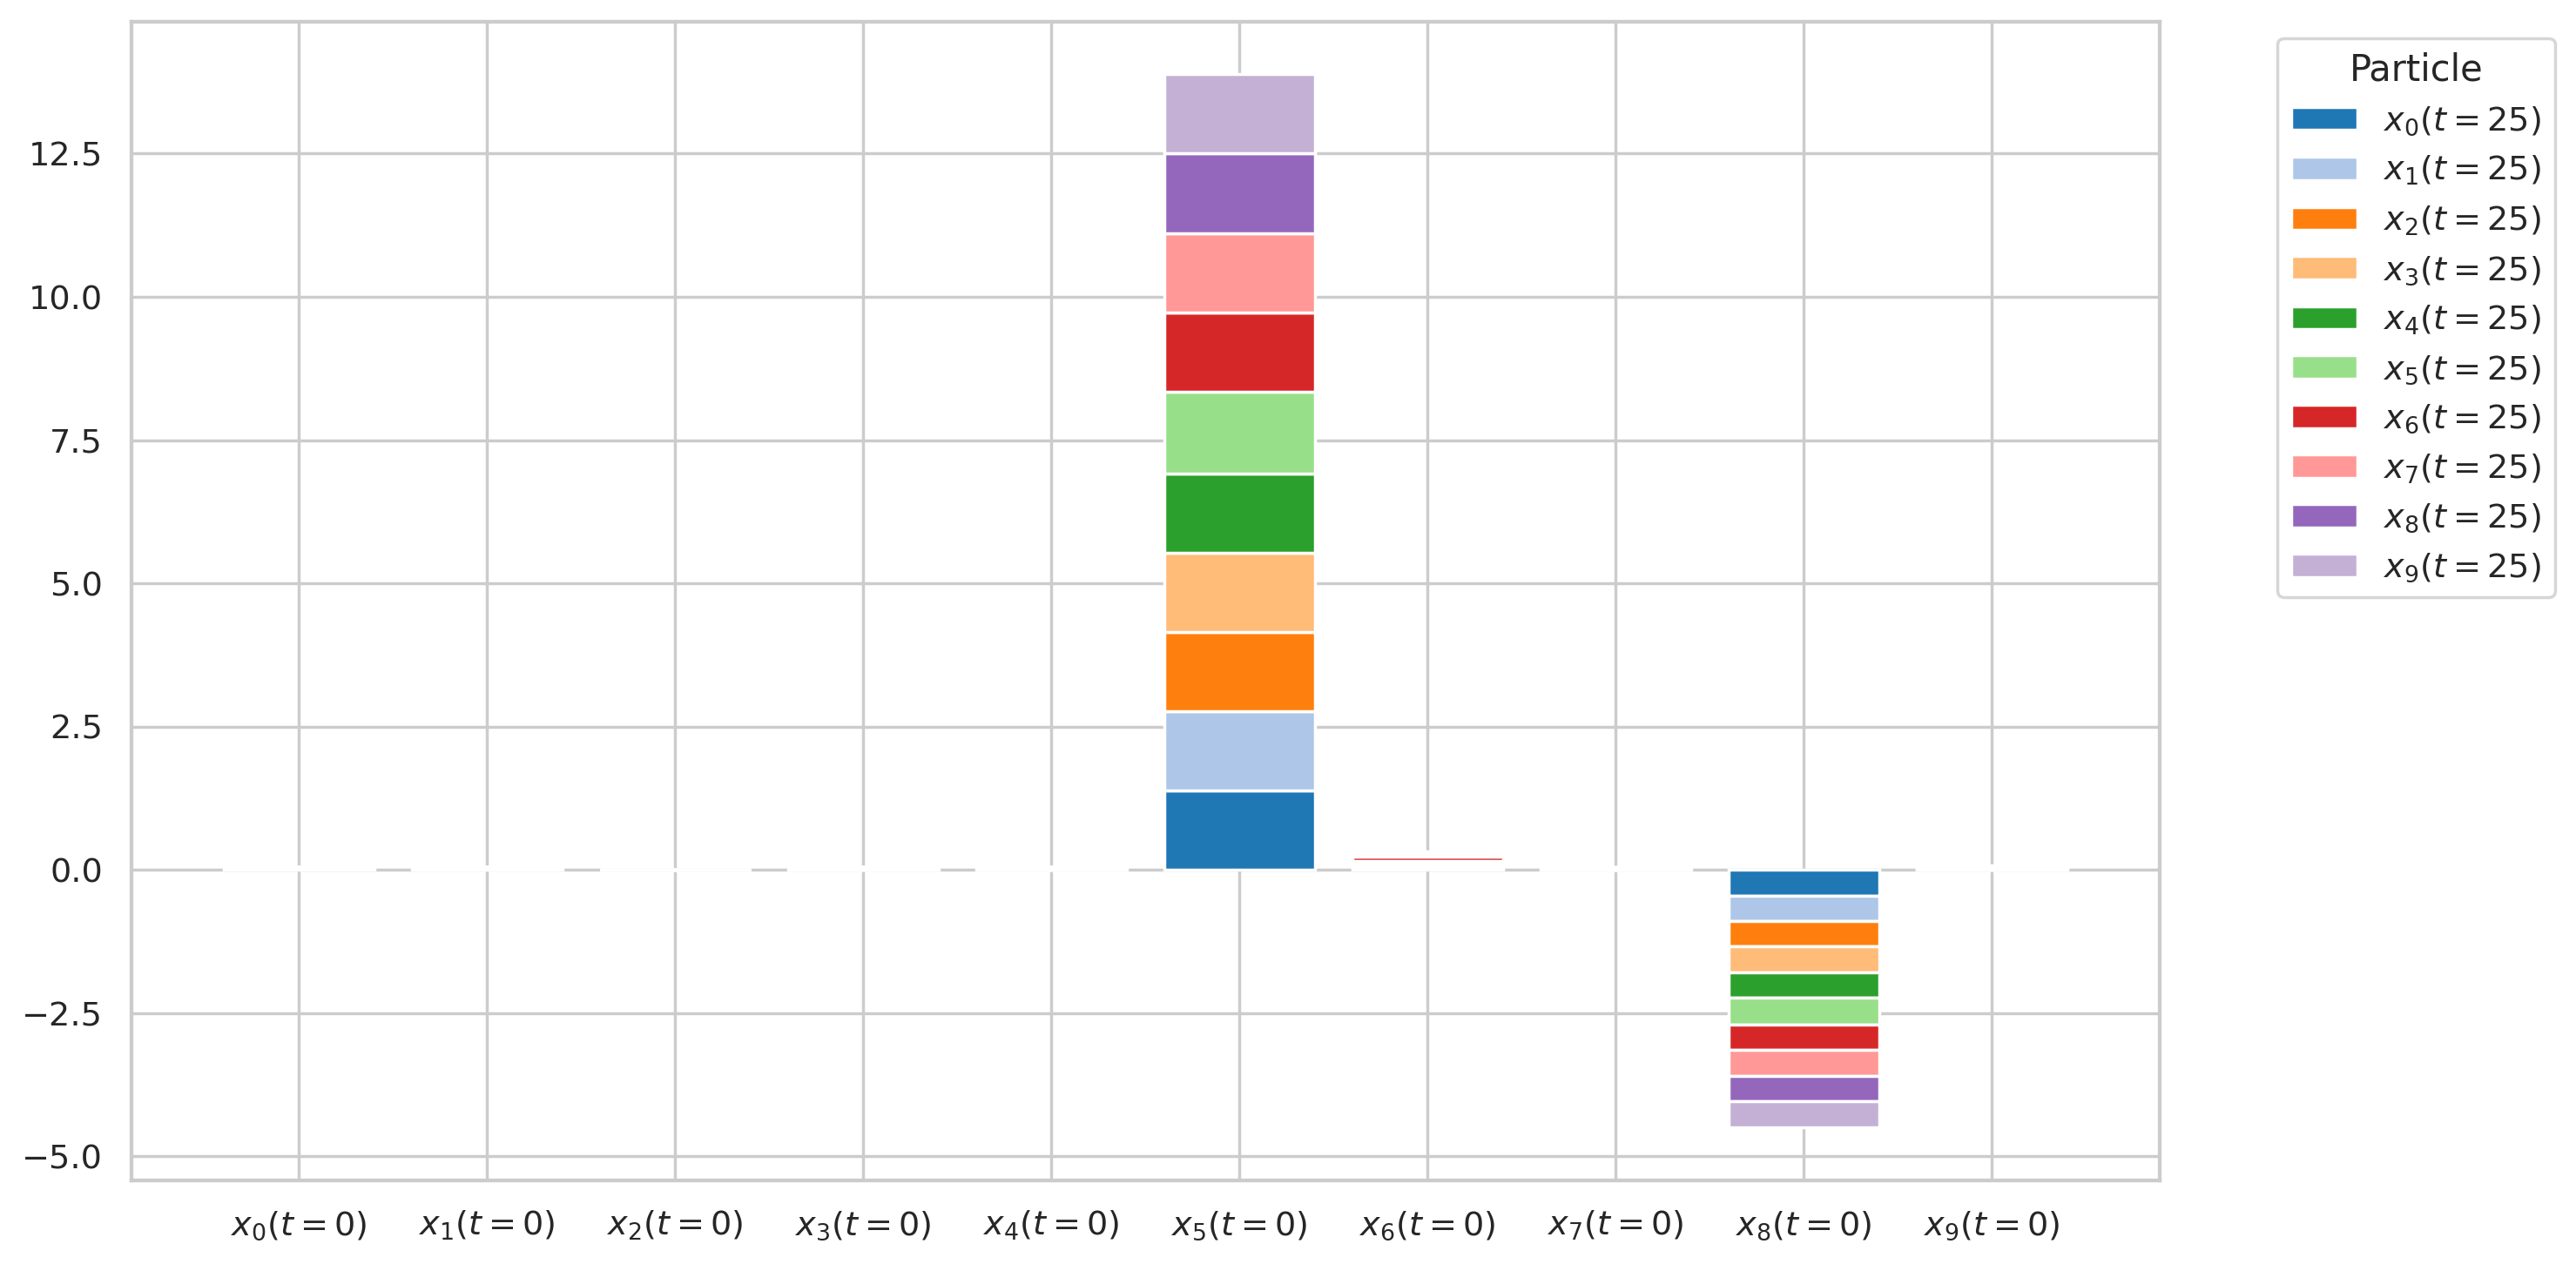 Particle
x₀(t = 25)
x₁(t = 25)
x₂(t = 25)
x₃(t = 25)
x₄(t = 25)
x₅(t = 25)
x₆(t = 25)
x₇(t = 25)
x₈(t = 25)
x₉(t = 25)
12.5
10.0
7.5
5.0
2.5
0.0
−2.5
−5.0
x₀(t = 0) x₁(t = 0) x₂(t = 0) x₃(t = 0) x₄(t = 0) x₅(t = 0) x₆(t = 0) x₇(t = 0) x₈(t = 0) x₉(t = 0)